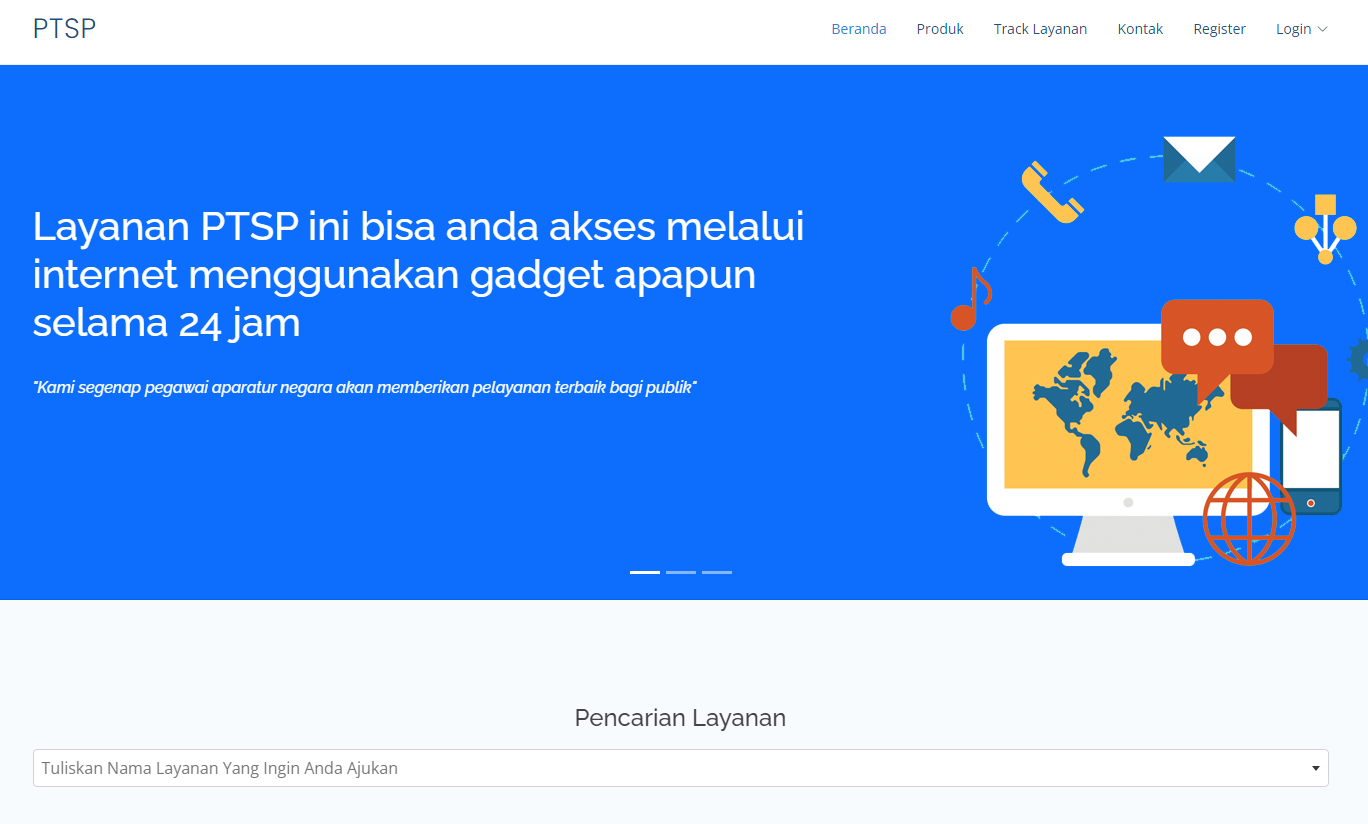 PTSP
Beranda
Produk
Track Layanan
Kontak
Register
Login
Layanan PTSP ini bisa anda akses melalui
internet menggunakan gadget apapun
selama 24 jam
"Kami segenap pegawai aparatur negara akan memberikan pelayanan terbaik bagi publik"
Pencarian Layanan
Tuliskan Nama Layanan Yang Ingin Anda Ajukan